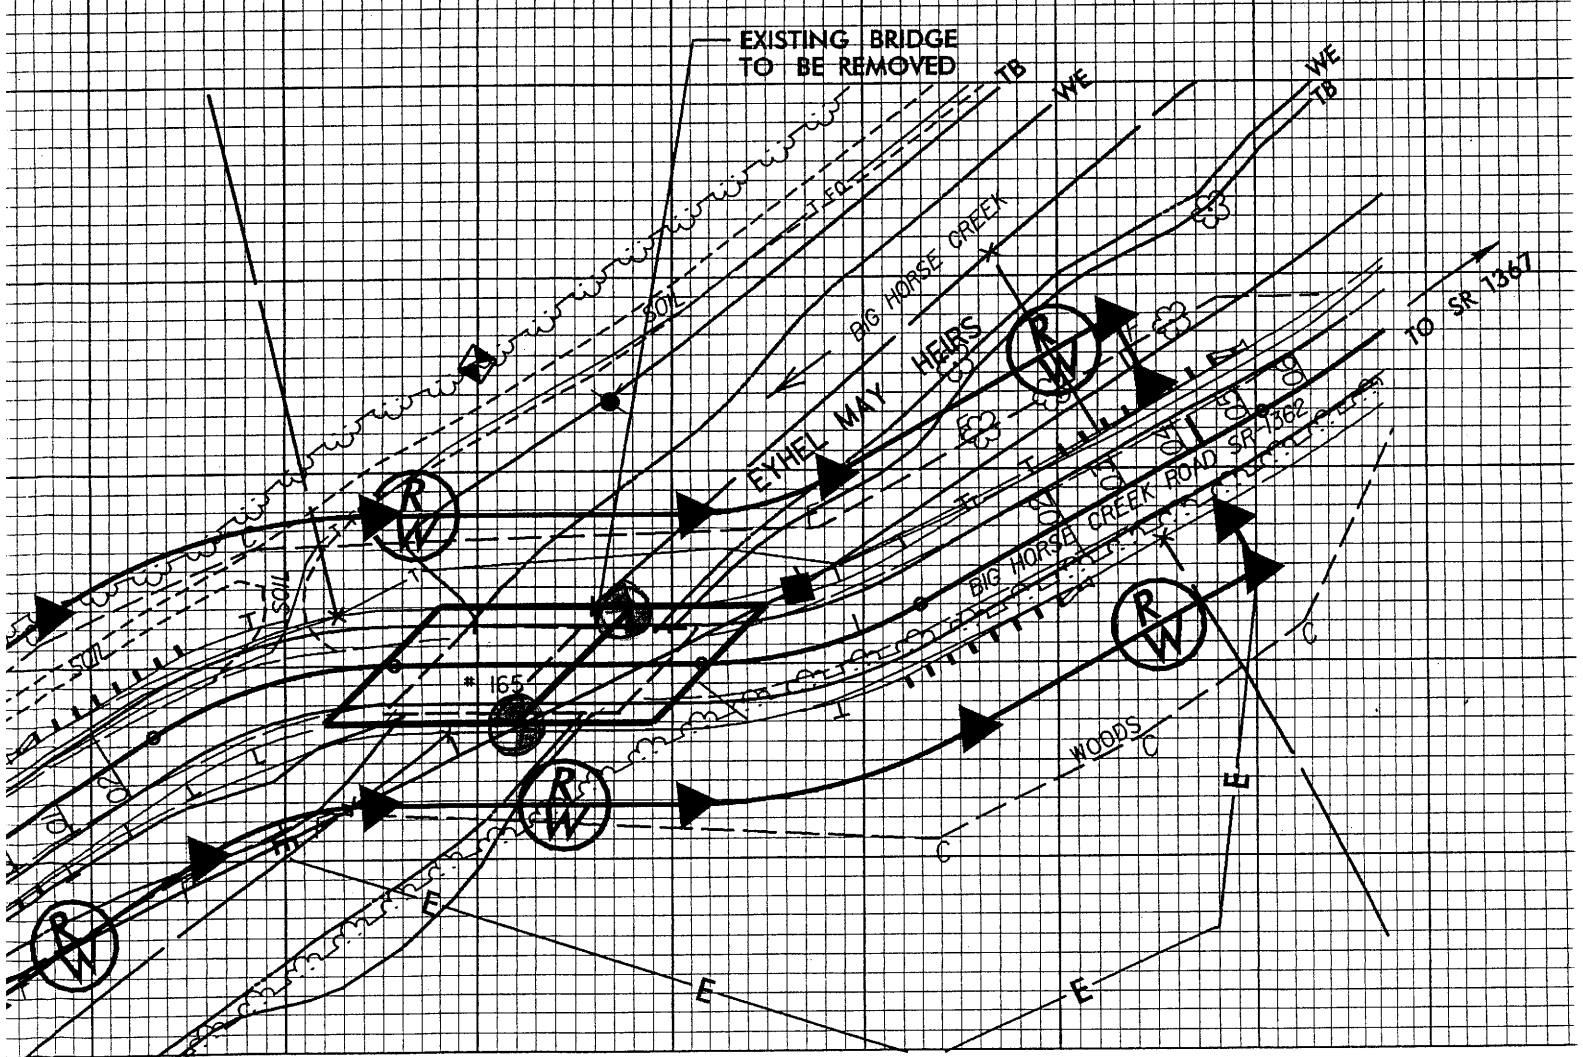 EXISTING BRIDGE
TO BE REMOVED
TB
WE
WE
TB
SOIL
BIG HORSE CREEK
TO SR 1367
EYHEL MAY HEIRS
R
W
R
W
BIG HORSE CREEK ROAD SR 1362
SOIL
SOIL
# 165
R
W
R
W
WOODS
C
C
C
E
E
E
E
E
R
W